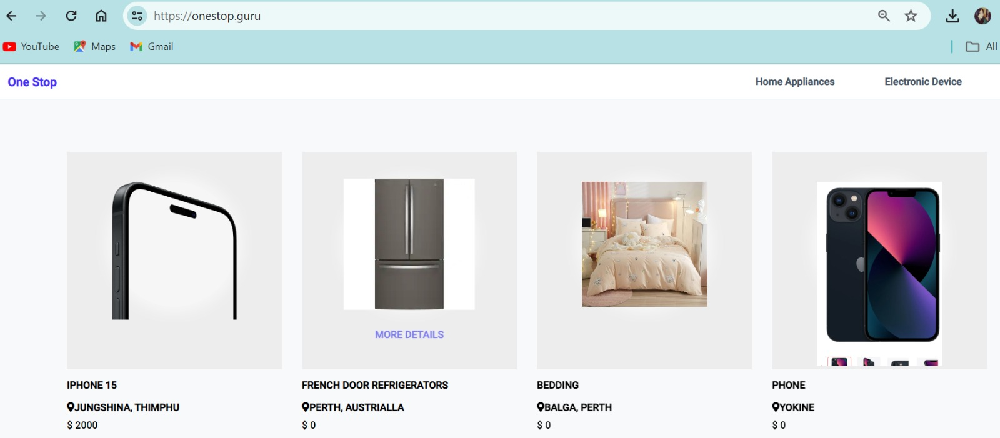 https://onestop.guru
YouTube Maps Gmail All
One Stop Home Appliances Electronic Device
MORE DETAILS
IPHONE 15 FRENCH DOOR REFRIGERATORS BEDDING PHONE
JUNGSHINA, THIMPHU PERTH, AUSTRIALLA BALGA, PERTH YOKINE
$ 2000 $ 0 $ 0 $ 0